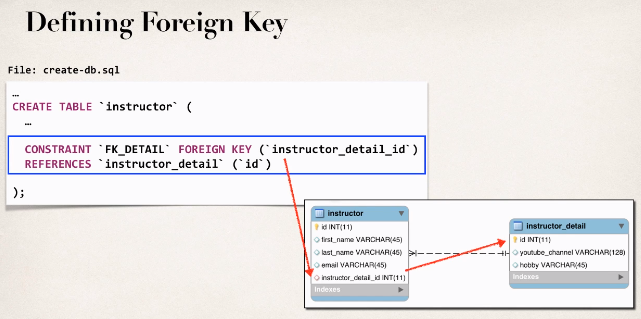 Defining Foreign Key
File: create-db.sql
…
CREATE TABLE `instructor` (
…
CONSTRAINT `FK_DETAIL` FOREIGN KEY (`instructor_detail_id`)
REFERENCES `instructor_detail` (`id`)
);
instructor
id INT(11)
first_name VARCHAR(45)
last_name VARCHAR(45)
email VARCHAR(45)
instructor_detail_id INT(11)
Indexes
instructor_detail
id INT(11)
youtube_channel VARCHAR(128)
hobby VARCHAR(45)
Indexes